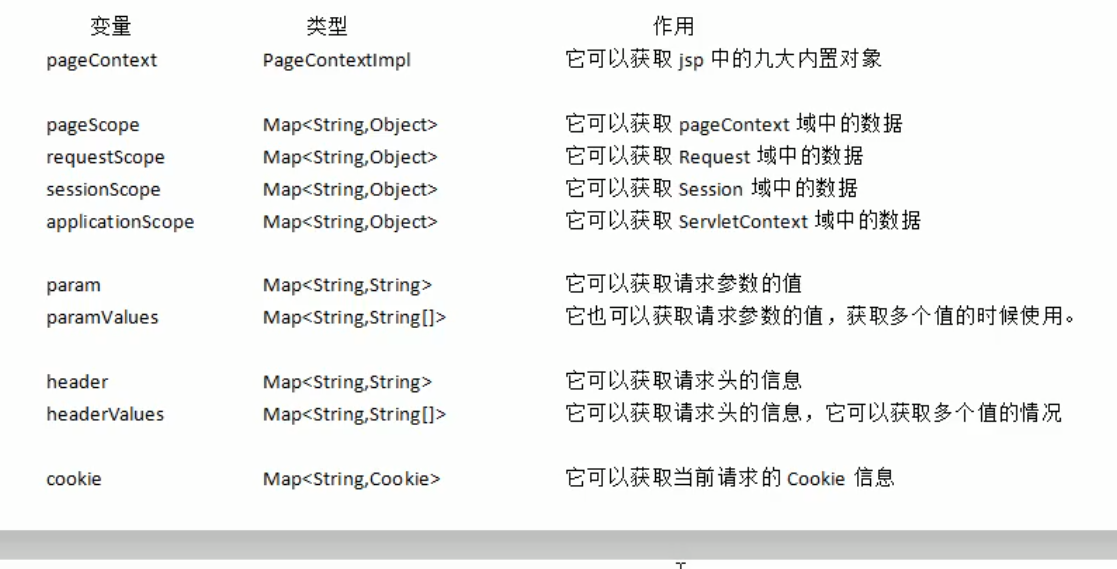 变量 类型 作用
pageContext PageContextImpl 它可以获取 jsp 中的九大内置对象
pageScope Map<String,Object> 它可以获取 pageContext 域中的数据
requestScope Map<String,Object> 它可以获取 Request 域中的数据
sessionScope Map<String,Object> 它可以获取 Session 域中的数据
applicationScope Map<String,Object> 它可以获取 ServletContext 域中的数据
param Map<String,String> 它可以获取请求参数的值
paramValues Map<String,String[]> 它也可以获取请求参数的值，获取多个值的时候使用。
header Map<String,String> 它可以获取请求头的信息
headerValues Map<String,String[]> 它可以获取请求头的信息，它可以获取多个值的情况
cookie Map<String,Cookie> 它可以获取当前请求的 Cookie 信息